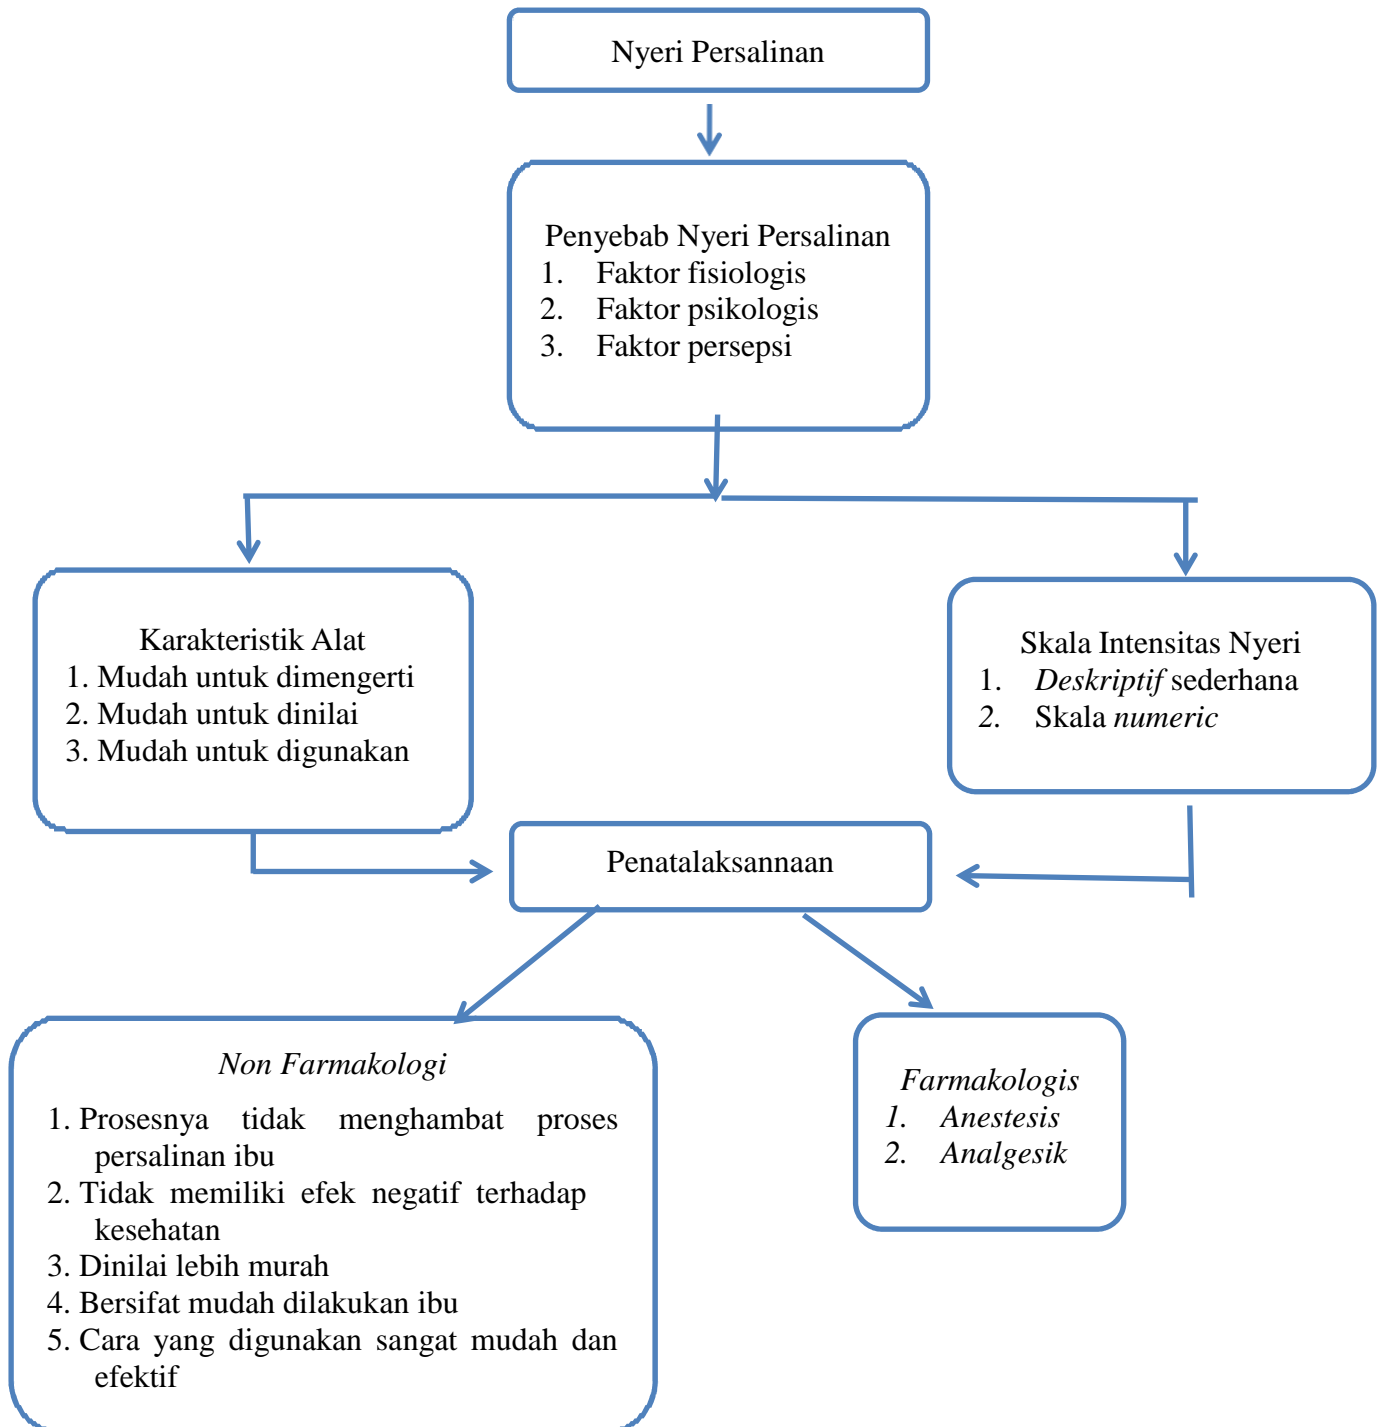 Nyeri Persalinan
Penyebab Nyeri Persalinan
1. Faktor fisiologis
2. Faktor psikologis
3. Faktor persepsi
Karakteristik Alat
1. Mudah untuk dimengerti
2. Mudah untuk dinilai
3. Mudah untuk digunakan
Skala Intensitas Nyeri
1. Deskriptif sederhana
2. Skala numeric
Penatalaksannaan
Non Farmakologi
1. Prosesnya tidak menghambat proses
persalinan ibu
2. Tidak memiliki efek negatif terhadap
kesehatan
3. Dinilai lebih murah
4. Bersifat mudah dilakukan ibu
5. Cara yang digunakan sangat mudah dan
efektif
Farmakologis
1. Anestesis
2. Analgesik